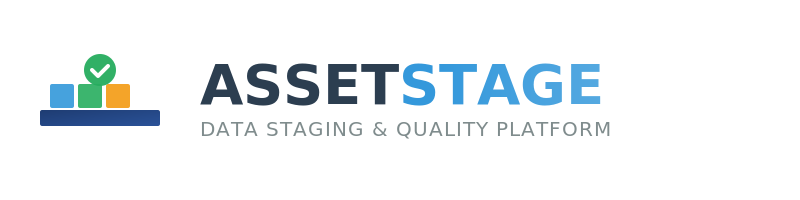 ASSETSTAGE
DATA STAGING & QUALITY PLATFORM